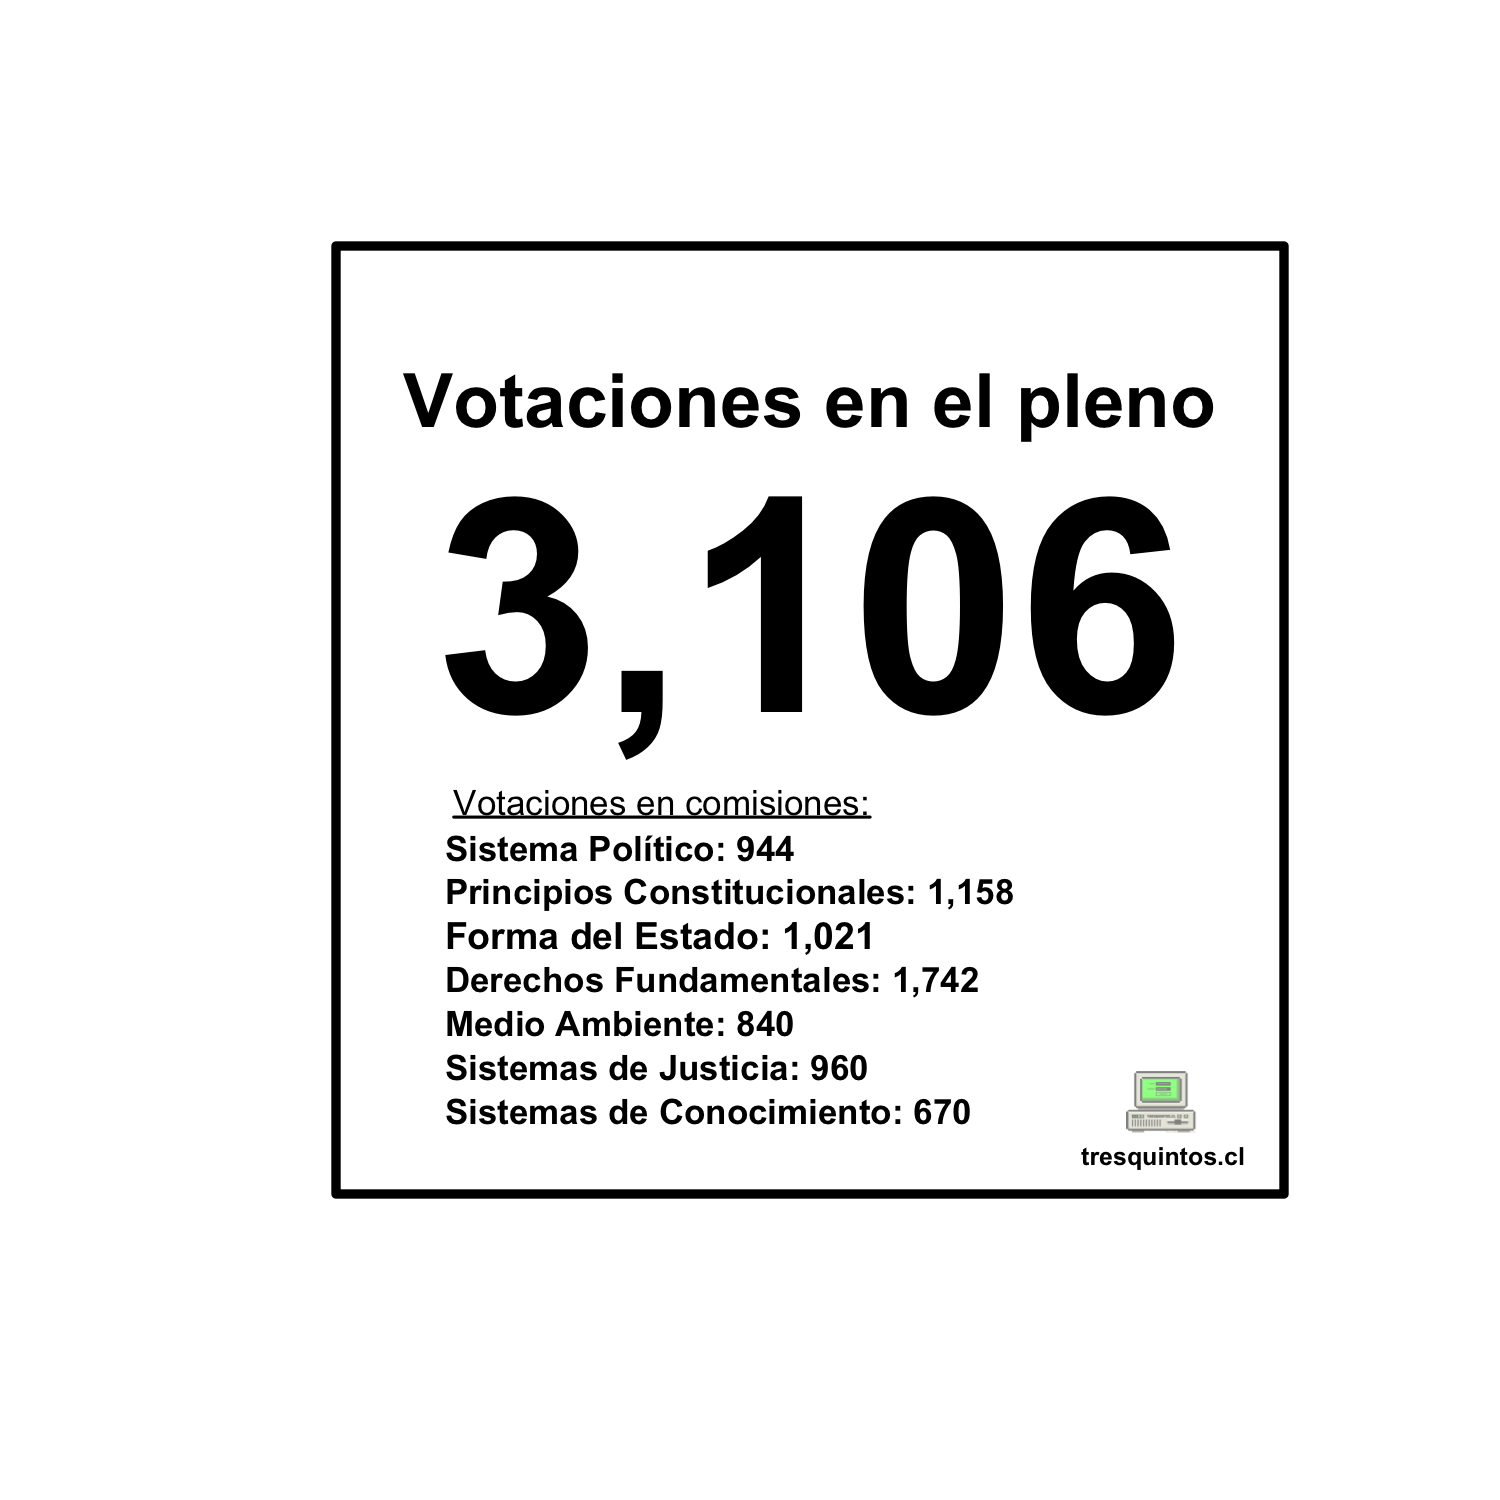 Votaciones en el pleno
3,106
Votaciones en comisiones:
Sistema Político: 944
Principios Constitucionales: 1,158
Forma del Estado: 1,021
Derechos Fundamentales: 1,742
Medio Ambiente: 840
Sistemas de Justicia: 960
Sistemas de Conocimiento: 670
tresquintos.cl